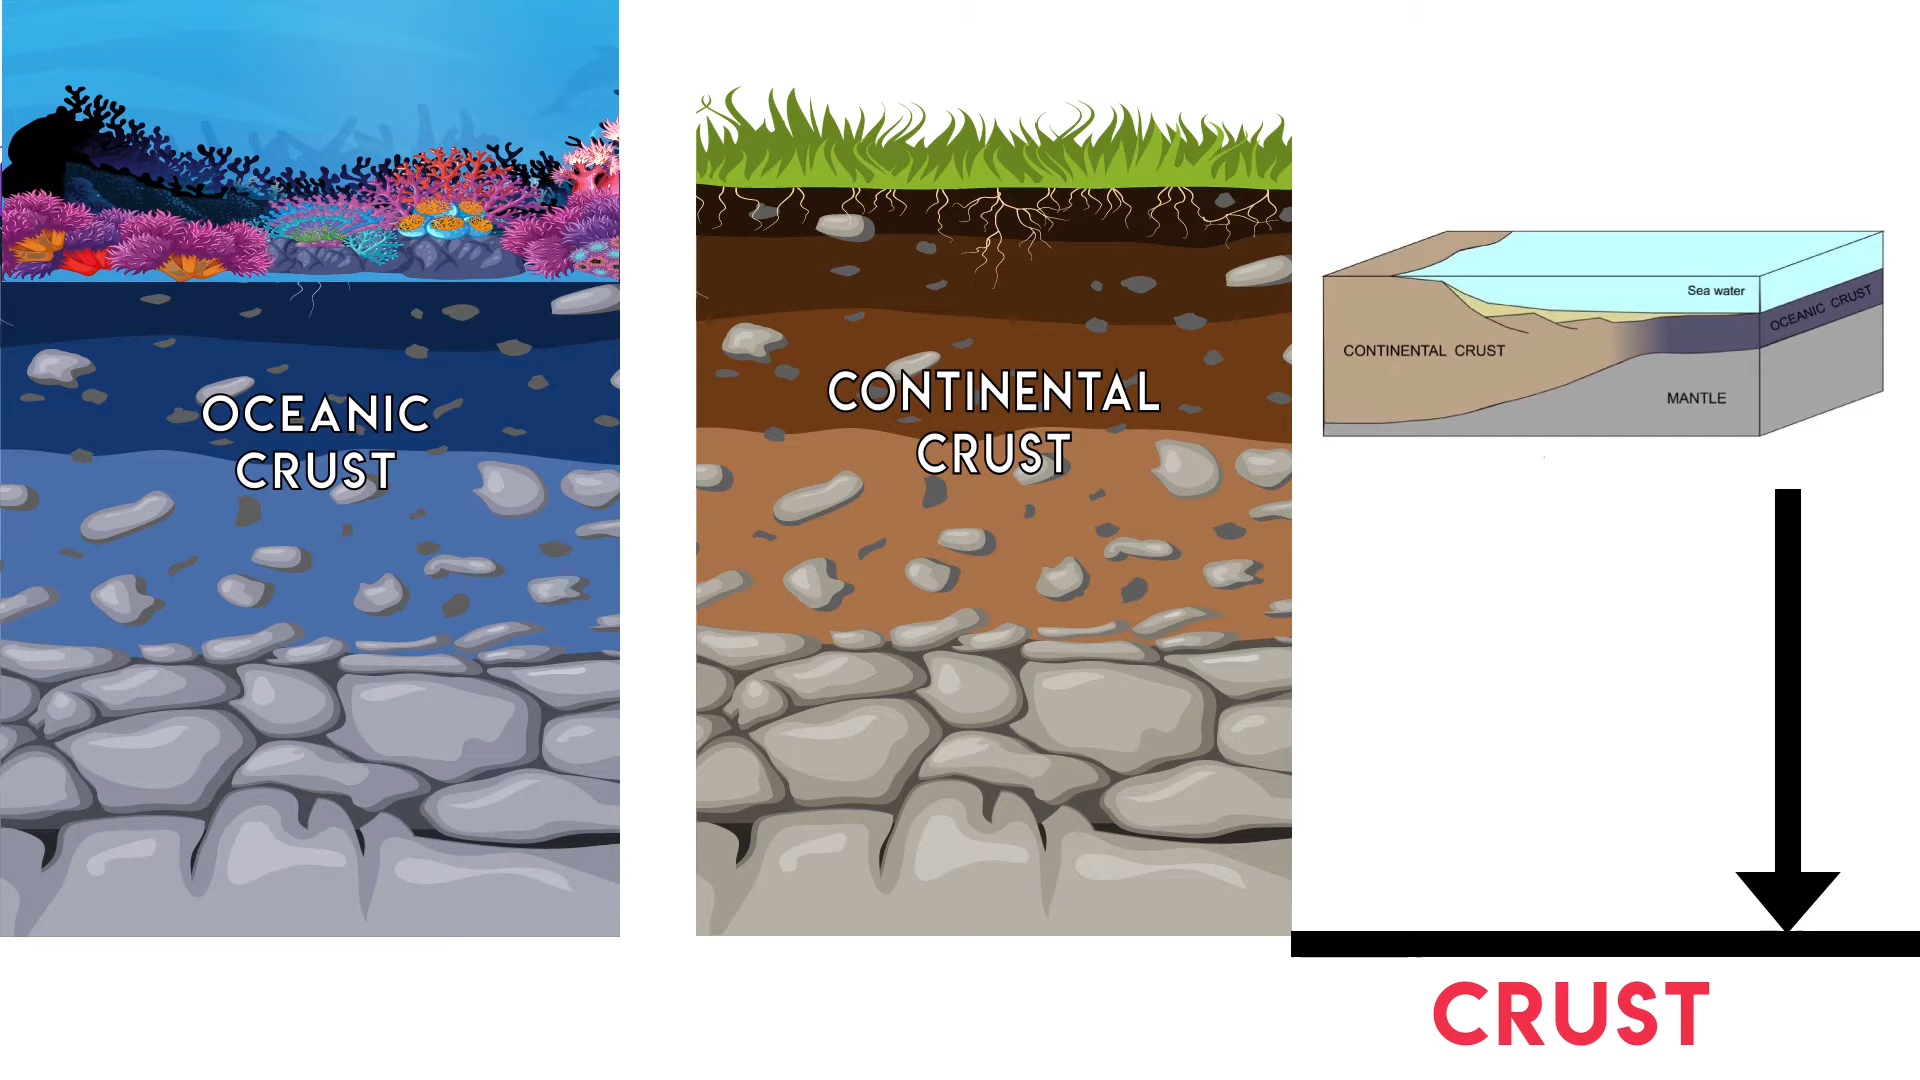 OCEANIC
CRUST
CONTINENTAL
CRUST
Sea water
OCEANIC CRUST
CONTINENTAL CRUST
MANTLE
CRUST